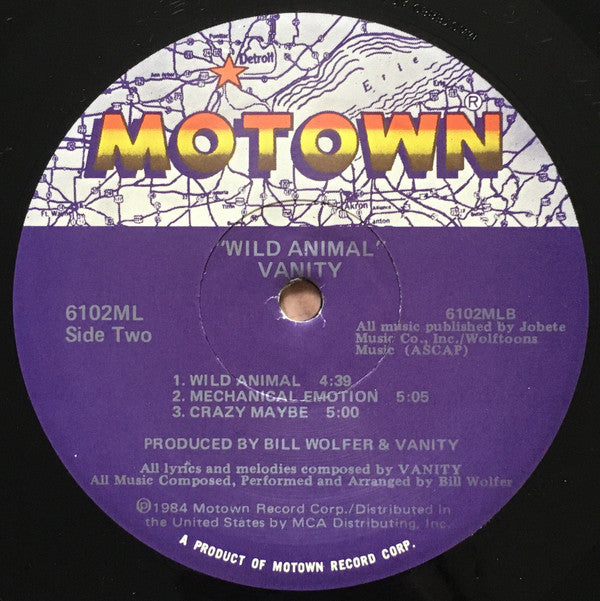 Detroit
Erie
MOTOWN®
Akron
"WILD ANIMAL"
VANITY
6102ML
Side Two
6102MLB
All music published by Jobete
Music Co., Inc./Wolftoons
Music (ASCAP)
1. WILD ANIMAL 4:39
2. MECHANICAL EMOTION 5:05
3. CRAZY MAYBE 5:00
PRODUCED BY BILL WOLFER & VANITY
All lyrics and melodies composed by VANITY
All Music Composed, Performed and Arranged by Bill Wolfer
℗1984 Motown Record Corp./Distributed in
the United States by MCA Distributing, Inc.
A PRODUCT OF MOTOWN RECORD CORP.